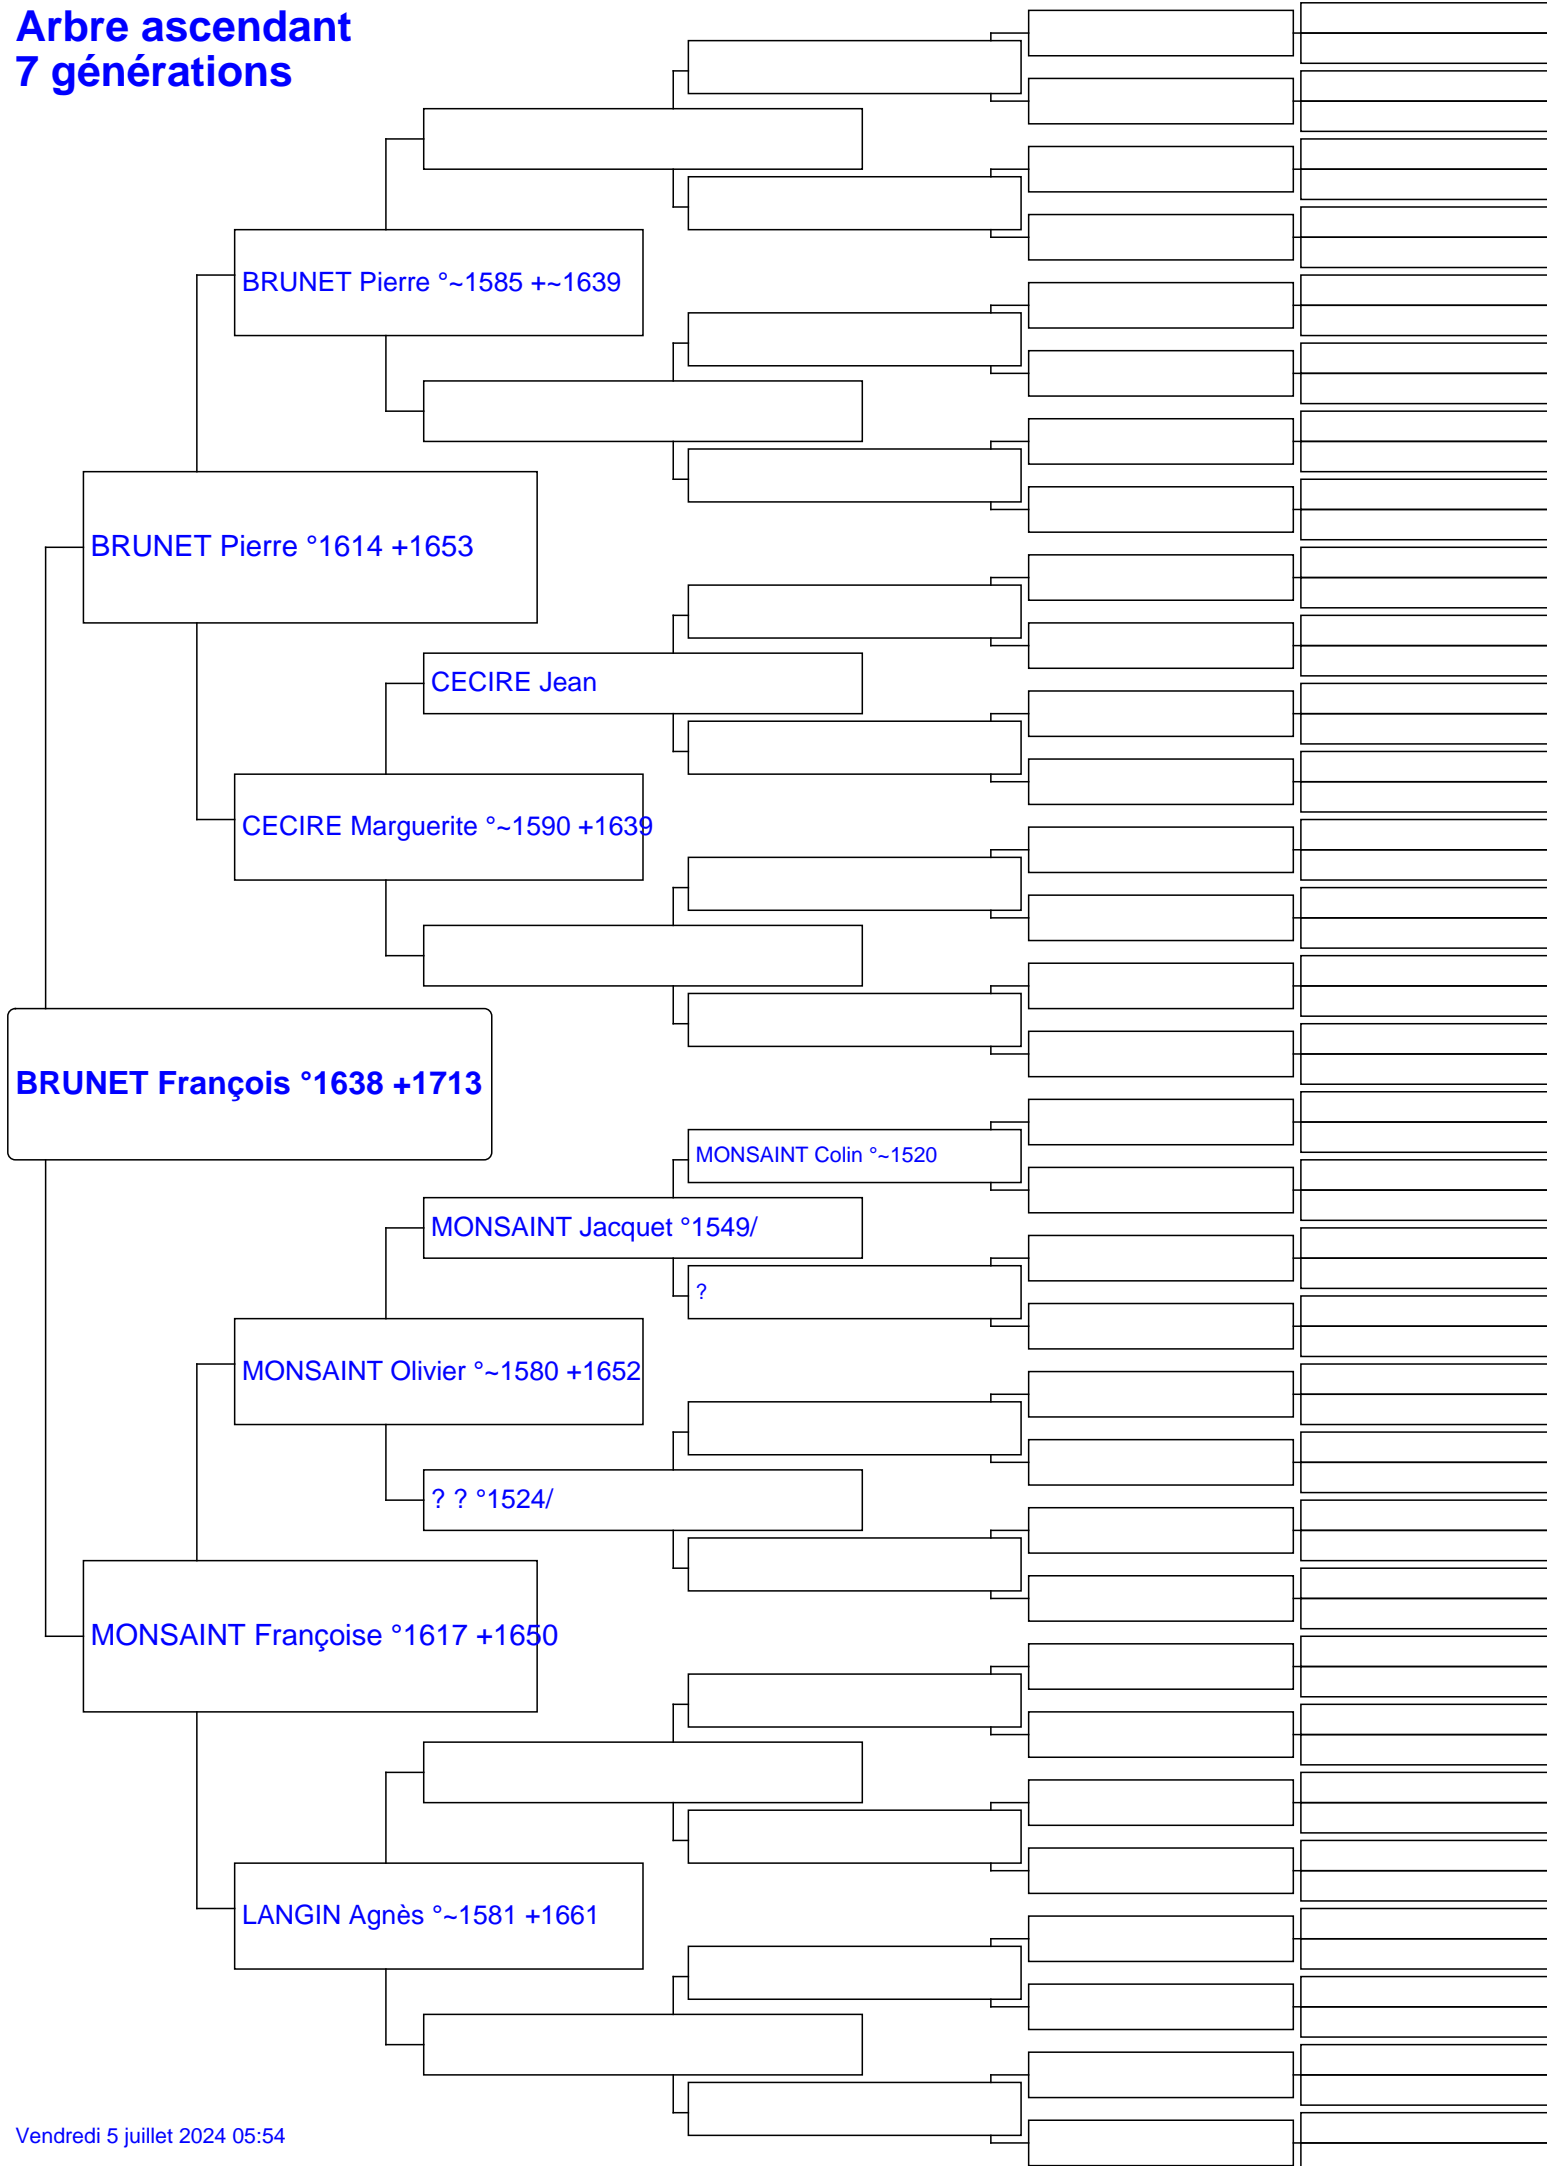 Arbre ascendant
7 générations
BRUNET Pierre °~1585 +~1639
BRUNET Pierre °1614 +1653
CECIRE Jean
CECIRE Marguerite °~1590 +1639
BRUNET François °1638 +1713
MONSAINT Colin °~1520
MONSAINT Jacquet °1549/
?
MONSAINT Olivier °~1580 +1652
? ? °1524/
MONSAINT Françoise °1617 +1650
LANGIN Agnès °~1581 +1661
Vendredi 5 juillet 2024 05:54